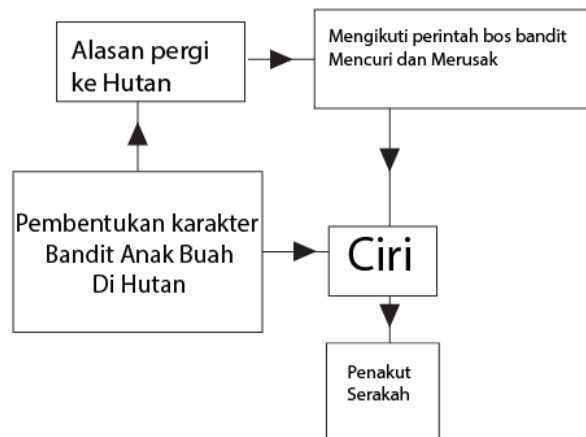 Alasan pergi
ke Hutan
Mengikuti perintah bos bandit
Mencuri dan Merusak
Pembentukan karakter
Bandit Anak Buah
Di Hutan
Ciri
Penakut
Serakah